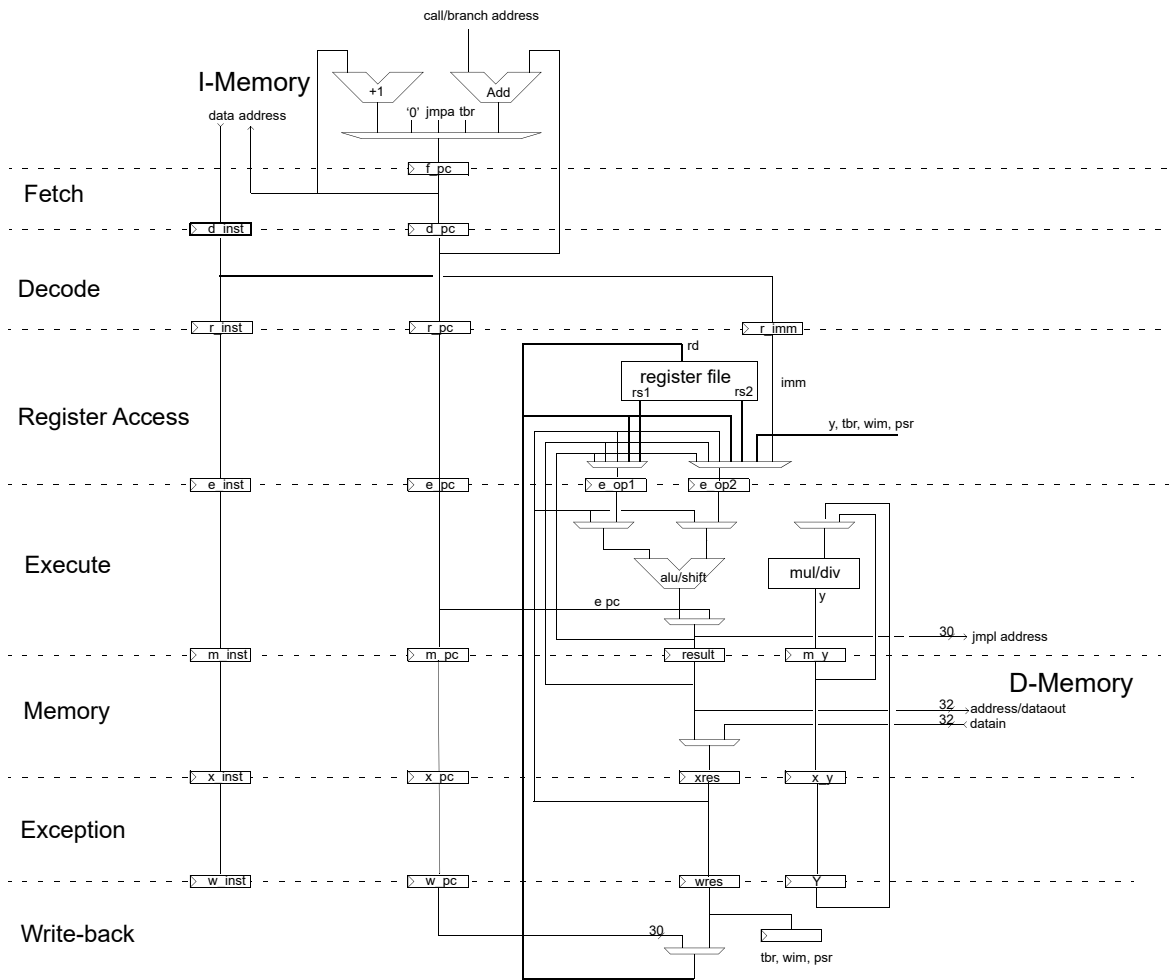 call/branch address
I-Memory
+1
Add
data address
'0' jmpa tbr
f_pc
Fetch
d_inst
d_pc
Decode
r_inst
r_pc
r_imm
rd
register file
rs1
rs2
imm
Register Access
y, tbr, wim, psr
e_inst
e_pc
e_op1
e_op2
Execute
alu/shift
mul/div
e pc
y
30
jmpl address
m_inst
m_pc
result
m_y
D-Memory
Memory
32
address/dataout
32
datain
x_inst
x_pc
xres
x_y
Exception
w_inst
w_pc
wres
Y
Write-back
30
tbr, wim, psr